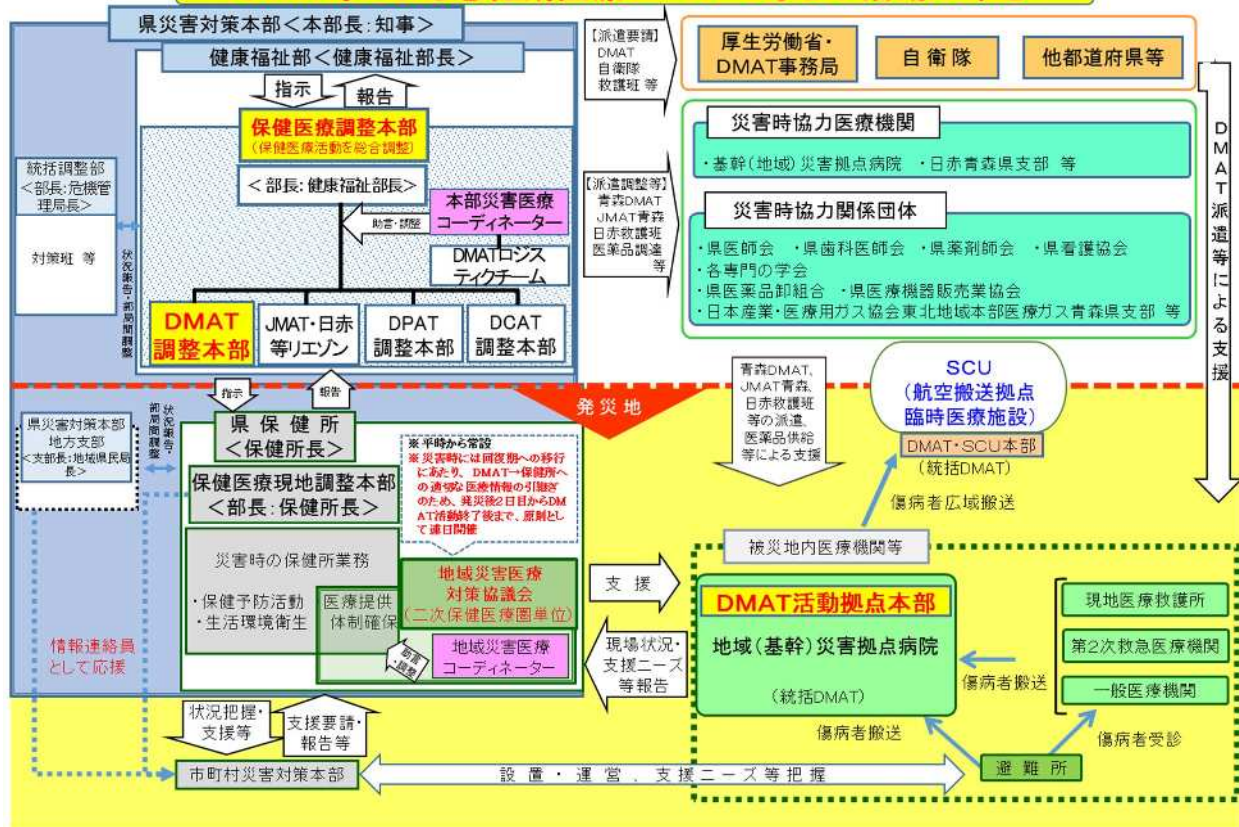 県災害対策本部<本部長:知事>
健康福祉部<健康福祉部長>
指示
報告
保健医療調整本部
(保健医療活動を総合調整)
<部長:健康福祉部長>
統括調整部
<部長:危機管
理局長>
対策班 等
状況報告・部局間調整
助言・調整
本部災害医療
コーディネーター
DMATロジス
ティクチーム
DMAT
調整本部
JMAT・日赤
等リエゾン
DPAT
調整本部
DCAT
調整本部
【派遣要請】
DMAT
自衛隊
救護班 等
厚生労働省・
DMAT事務局
自衛隊
他都道府県等
【派遣調整等】
青森DMAT
JMAT青森
日赤救護班
医薬品調達
等
災害時協力医療機関
・基幹(地域)災害拠点病院 ・日赤青森県支部 等
災害時協力関係団体
・県医師会 ・県歯科医師会 ・県薬剤師会 ・県看護協会
・各専門の学会
・県医薬品卸組合 ・県医療機器販売業協会
・日本産業・医療用ガス協会東北地域本部医療ガス青森県支部 等
DMAT派遣等による支援
指示
報告
発災地
青森DMAT、
JMAT青森、
日赤救護班
等の派遣、
医薬品供給
等による支援
SCU
(航空搬送拠点
臨時医療施設)
DMAT・SCU本部
(統括DMAT)
傷病者広域搬送
県災害対策本部
地方支部
<支部長:地域県民局
長>
状況報告・
部局間調整
県保健所
<保健所長>
保健医療現地調整本部
<部長:保健所長>
※ 平時から常設
※ 災害時には回復期への移行
にあたり、DMAT→保健所へ
の適切な医療情報の引継ぎ
のため、発災後2日目からDM
AT活動終了後まで、原則とし
て連日開催
災害時の保健所業務
・保健予防活動
・生活環境衛生
医療提供
体制確保
地域災害医療
対策協議会
(二次保健医療圏単位)
助言
・調整
地域災害医療
コーディネーター
情報連絡員
として応援
支援
現場状況・
支援ニーズ
等報告
被災地内医療機関等
DMAT活動拠点本部
地域(基幹)災害拠点病院
(統括DMAT)
傷病者搬送
現地医療救護所
第2次救急医療機関
一般医療機関
傷病者搬送
傷病者受診
避難所
状況把握・
支援等
支援要請・
報告等
市町村災害対策本部
設置・運営、支援ニーズ等把握